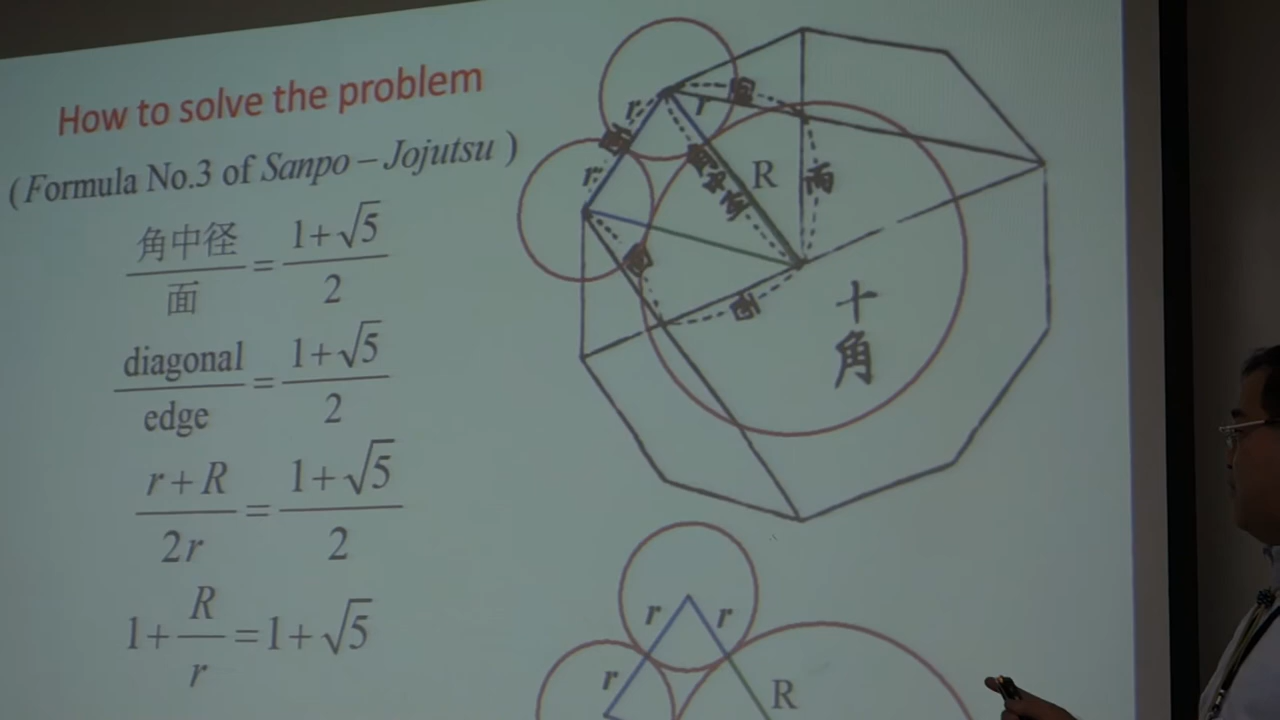 How to solve the problem
(Formula No.3 of Sanpo – Jojutsu )
角中径/面 = 1+√5/2
diagonal/edge = 1+√5/2
r+R/2r = 1+√5/2
1+R/r=1+√5
r
r
r
R
面
面
十角
r
r
r
R